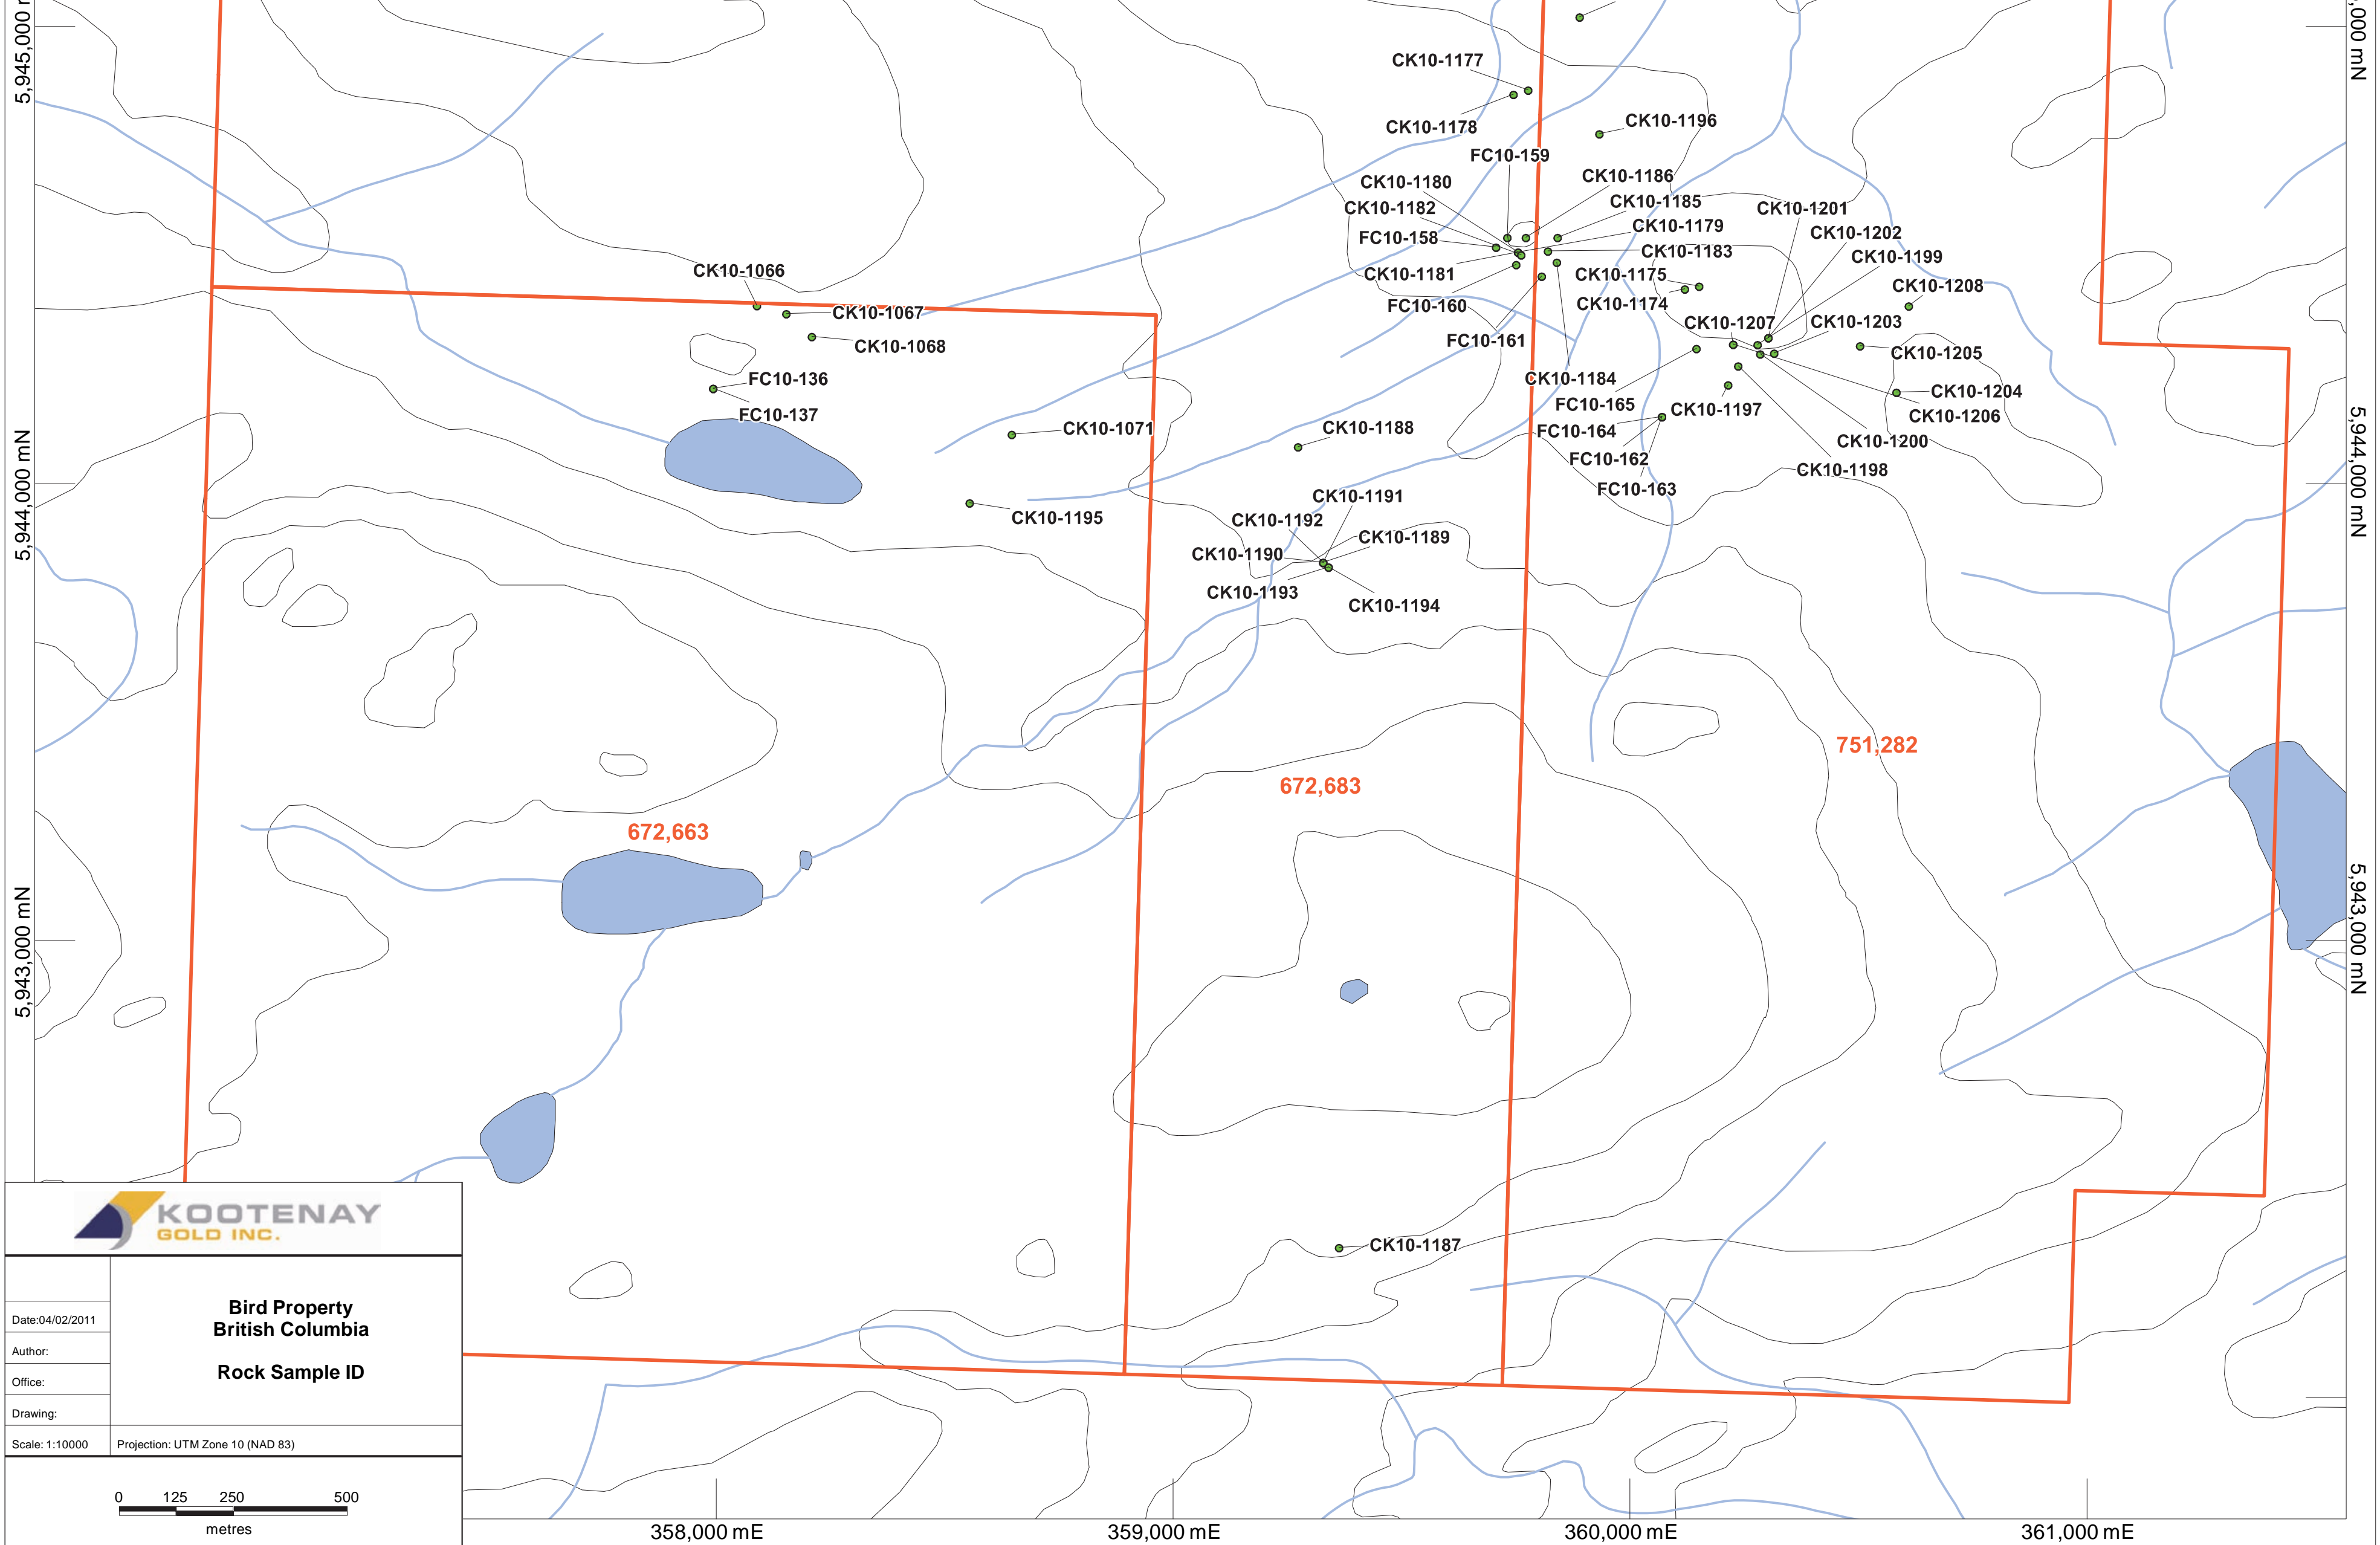 5,945,000 m
,000 mN
CK10-1177
CK10-1178
CK10-1196
FC10-159
CK10-1186
CK10-1180
CK10-1185
CK10-1182
CK10-1201
CK10-1179
CK10-1202
FC10-158
CK10-1183
CK10-1199
CK10-1066
CK10-1181
CK10-1175
CK10-1208
CK10-1174
FC10-160
CK10-1067
CK10-1207
CK10-1203
FC10-161
CK10-1068
CK10-1205
FC10-136
CK10-1184
CK10-1204
FC10-165
CK10-1197
FC10-137
CK10-1206
CK10-1071
CK10-1188
FC10-164
CK10-1200
FC10-162
CK10-1198
5,944,000 mN
5,944,000 mN
FC10-163
CK10-1191
CK10-1195
CK10-1192
CK10-1189
CK10-1190
CK10-1193
CK10-1194
751,282
672,683
672,663
5,943,000 mN
5,943,000 mN
CK10-1187
KOOTENAY
GOLD INC.
Bird Property
British Columbia
Rock Sample ID
Date:04/02/2011
Author:
Office:
Drawing:
Scale: 1:10000
Projection: UTM Zone 10 (NAD 83)
0 125 250 500
metres
358,000 mE
359,000 mE
360,000 mE
361,000 mE